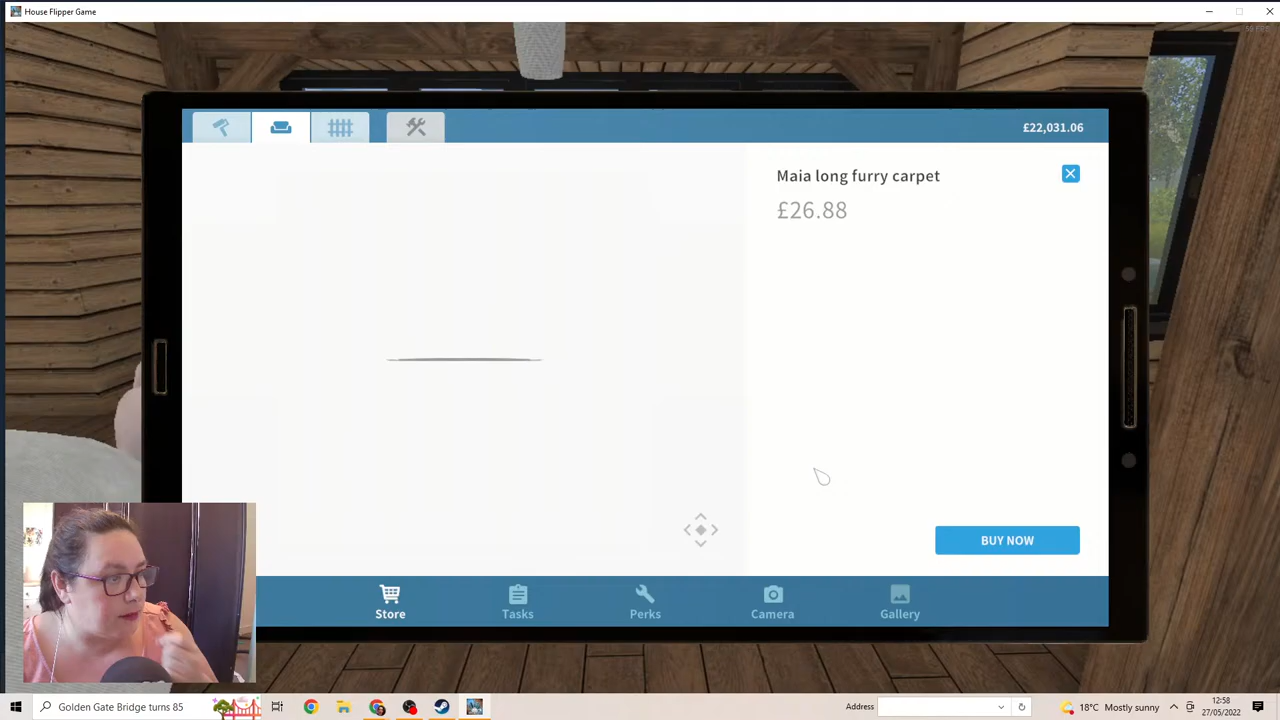 House Flipper Game
£22,031.06
Maia long furry carpet
£26.88
BUY NOW
Store
Tasks
Perks
Camera
Gallery
Golden Gate Bridge turns 85
Address
18°C Mostly sunny
12:58
27/05/2022